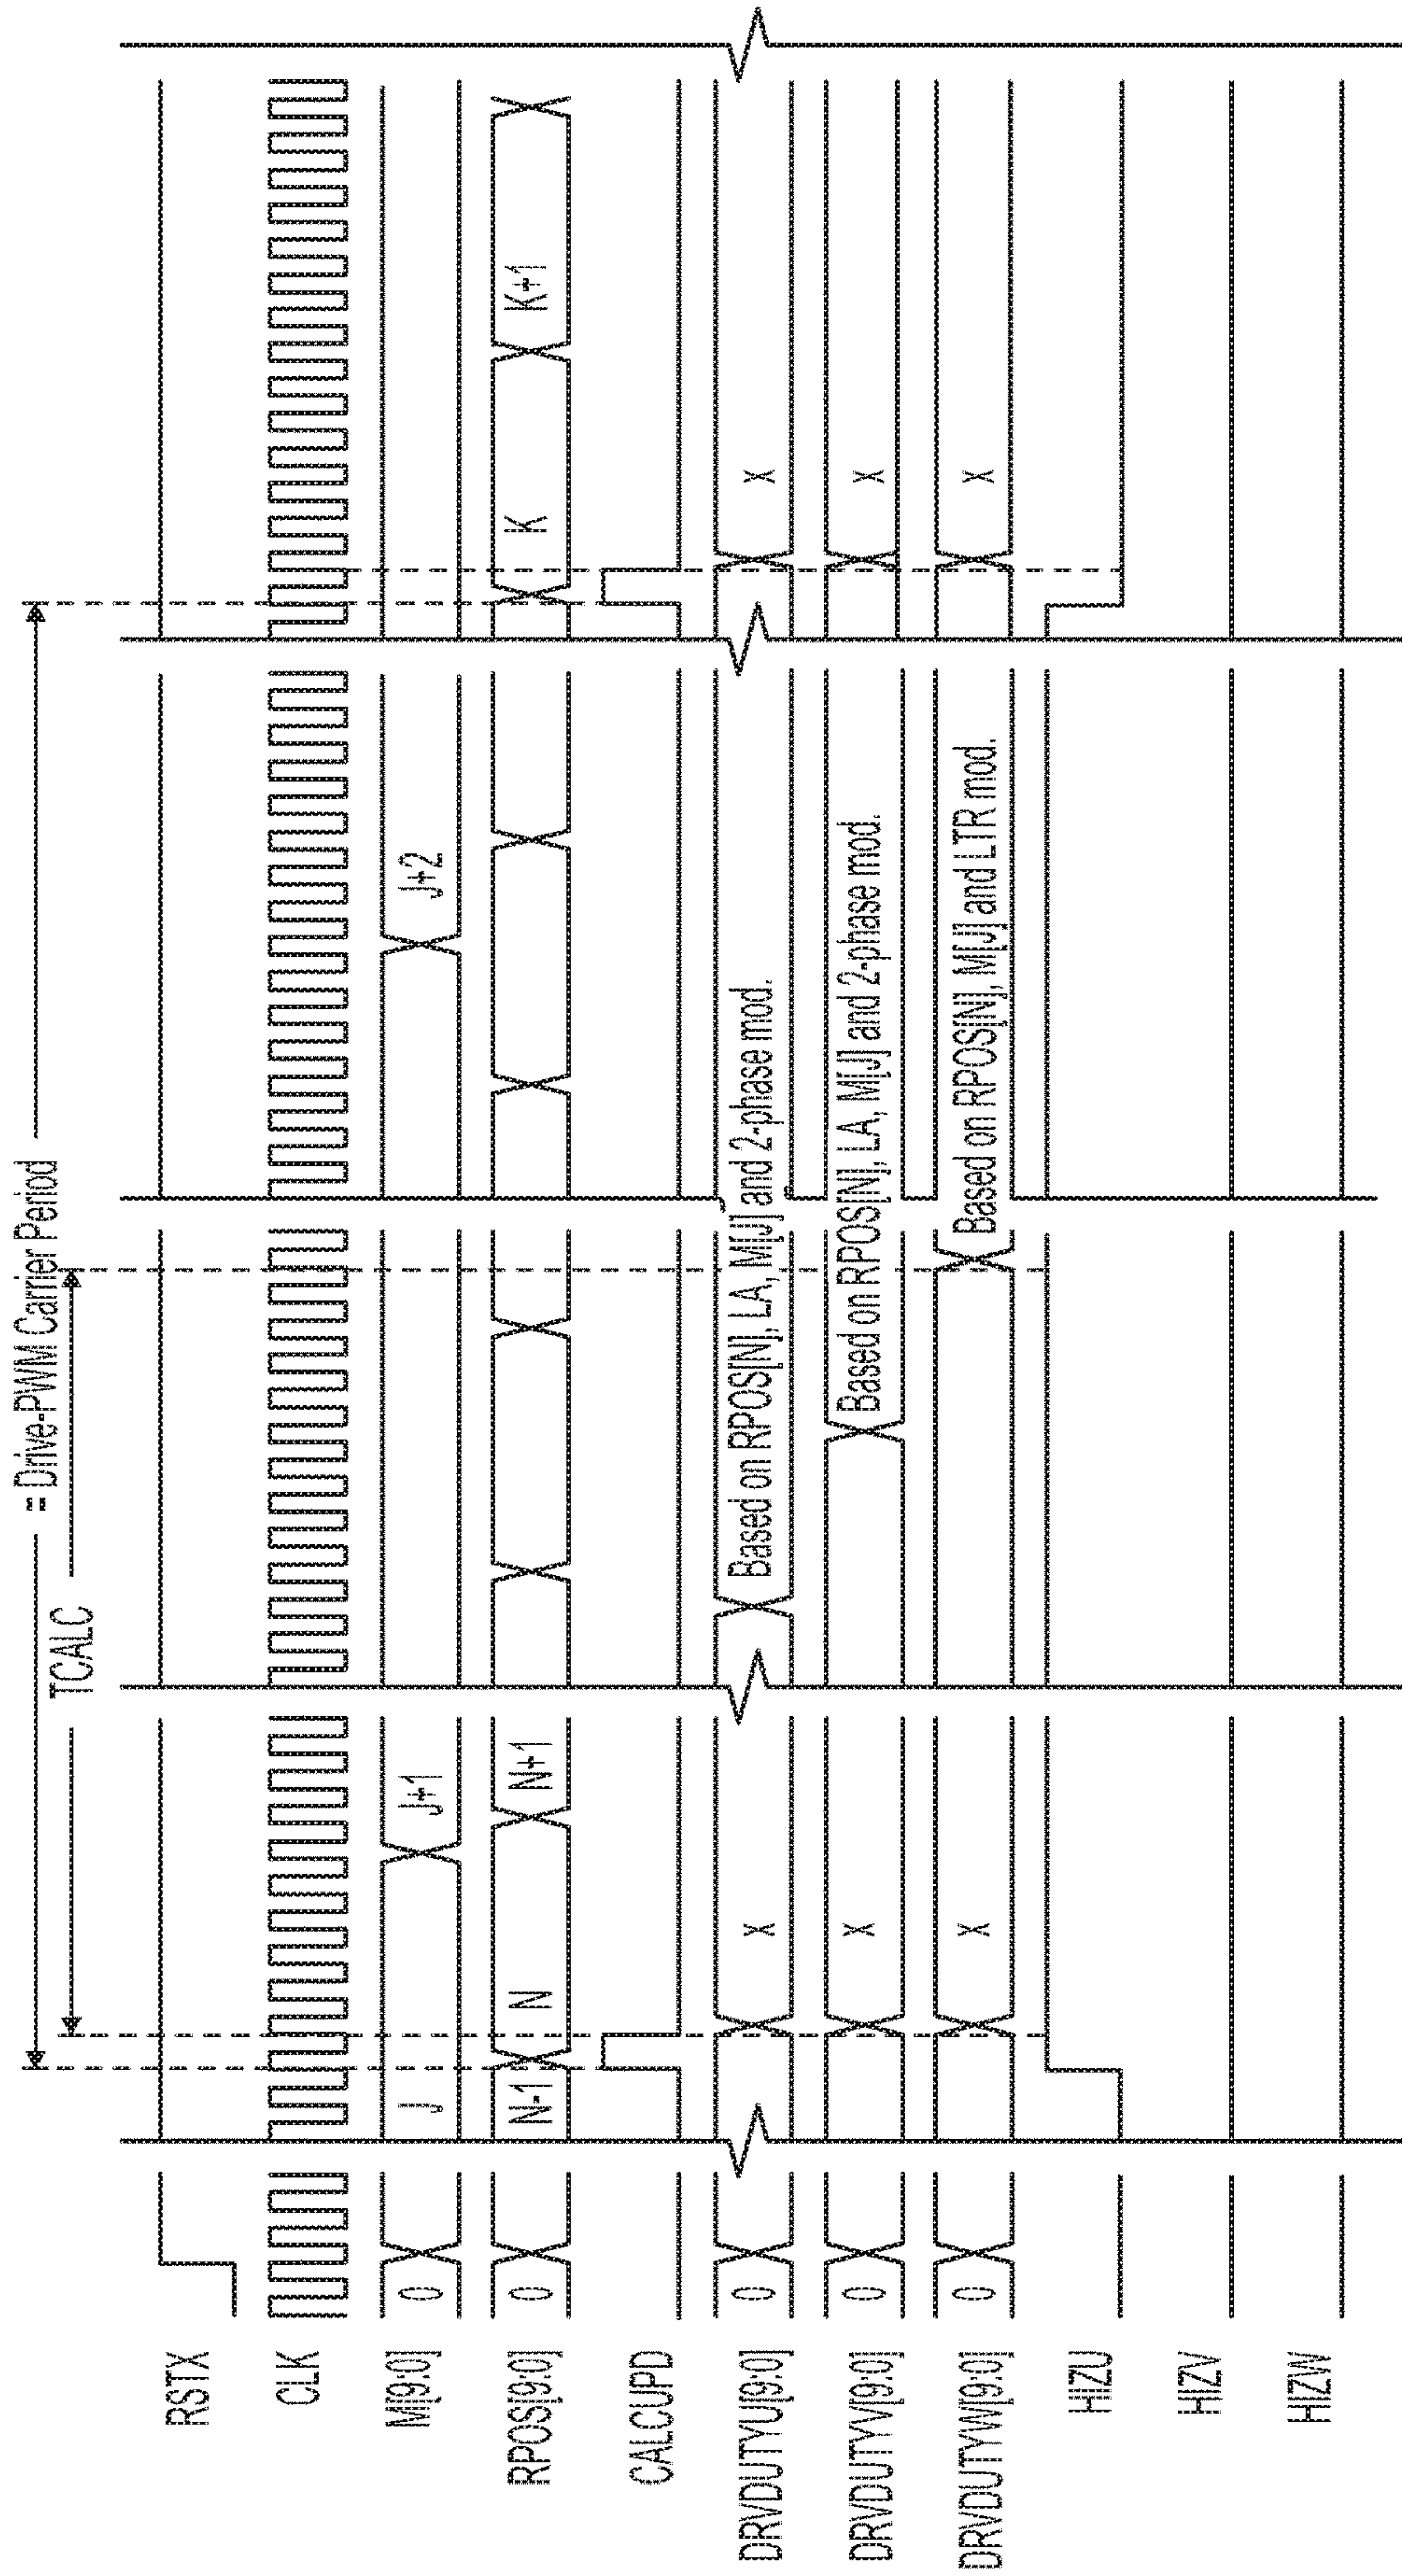 = Drive-PWM Carrier Period
TCALC
RSTX
CLK
M[9:0] 0 J J+1 J+2
RPOS[9:0] 0 N-1 N N+1 K K+1
CALCUPD
DRVDUTYU[9:0] 0 X Based on RPOS[N], LA, M[J] and 2-phase mod. X
DRVDUTYV[9:0] 0 X Based on RPOS[N], LA, M[J] and 2-phase mod. X
DRVDUTYW[9:0] 0 X Based on RPOS[N], M[J] and LTR mod. X
HIZU
HIZV
HIZW